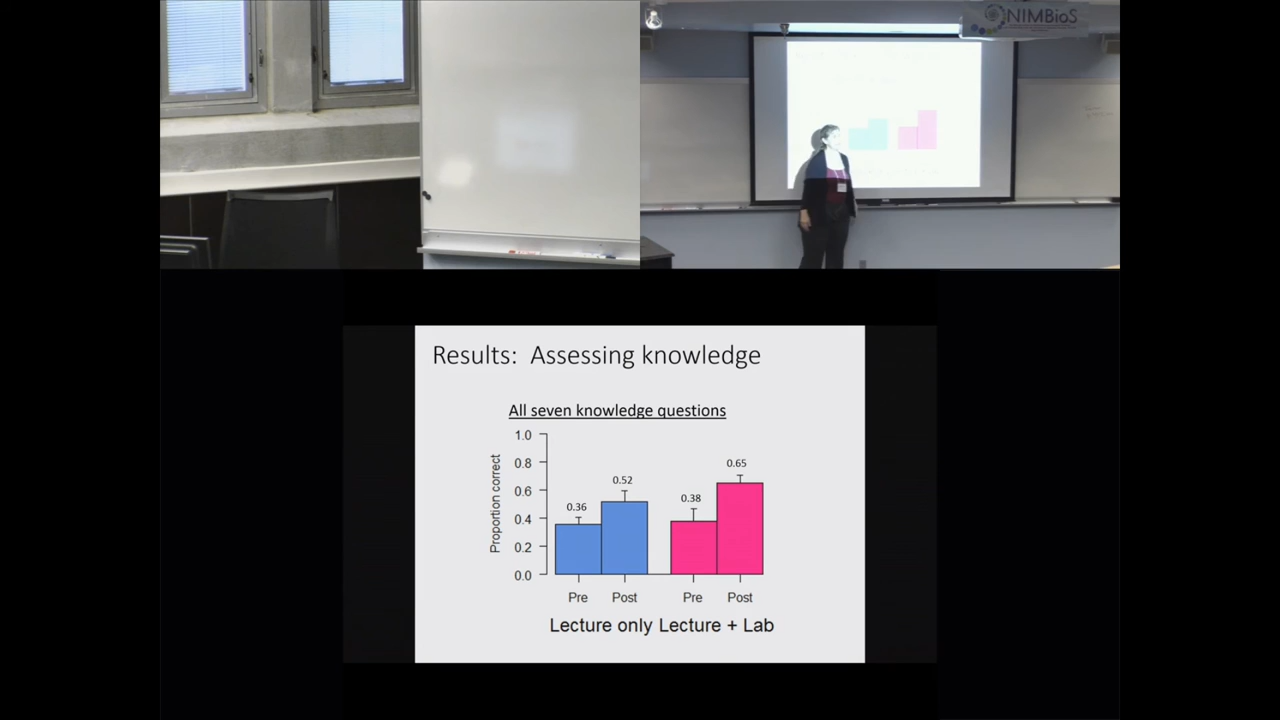 NIMBioS
Results: Assessing knowledge
All seven knowledge questions
1.0
0.8
0.6
0.4
0.2
0.0
Proportion correct
0.36
0.52
0.38
0.65
Pre Post Pre Post
Lecture only Lecture + Lab